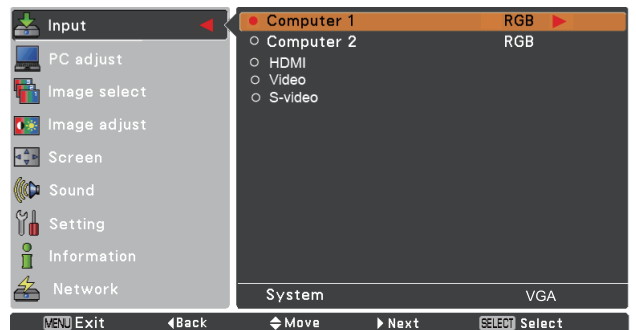 Input
PC adjust
Image select
Image adjust
Screen
Sound
Setting
Information
Network
Computer 1 RGB
Computer 2 RGB
HDMI
Video
S-video
System VGA
MENU Exit Back Move Next SELECT Select